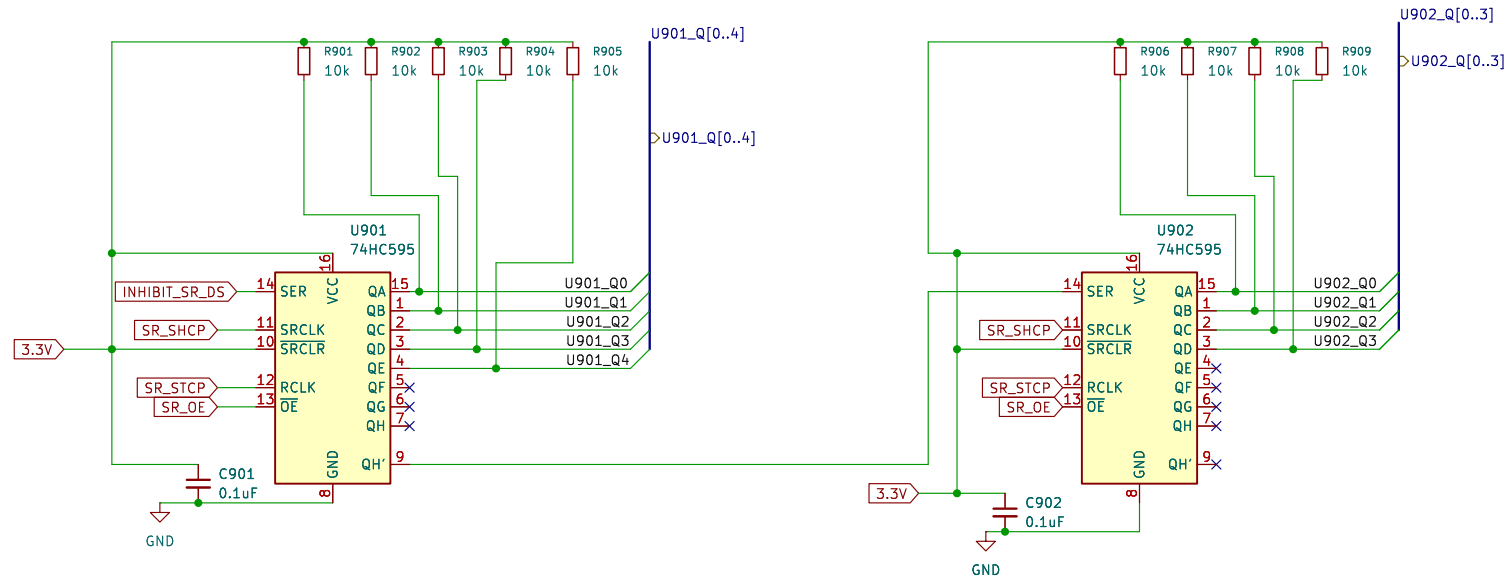 U901_Q[0..4]
U901_Q[0..4]
R901
10k
R902
10k
R903
10k
R904
10k
R905
10k
U901
74HC595
16
VCC
INHIBIT_SR_DS
14
SER
SR_SHCP
11
SRCLK
3.3V
10
SRCLR
SR_STCP
12
RCLK
SR_OE
13
OE
QA
15
U901_Q0
QB
1
U901_Q1
QC
2
U901_Q2
QD
3
U901_Q3
QE
4
U901_Q4
QF
5
QG
6
QH
7
QH'
9
GND
8
C901
0.1uF
GND
U902_Q[0..3]
U902_Q[0..3]
R906
10k
R907
10k
R908
10k
R909
10k
U902
74HC595
16
VCC
14
SER
SR_SHCP
11
SRCLK
10
SRCLR
SR_STCP
12
RCLK
SR_OE
13
OE
QA
15
U902_Q0
QB
1
U902_Q1
QC
2
U902_Q2
QD
3
U902_Q3
QE
4
QF
5
QG
6
QH
7
QH'
9
GND
8
3.3V
C902
0.1uF
GND